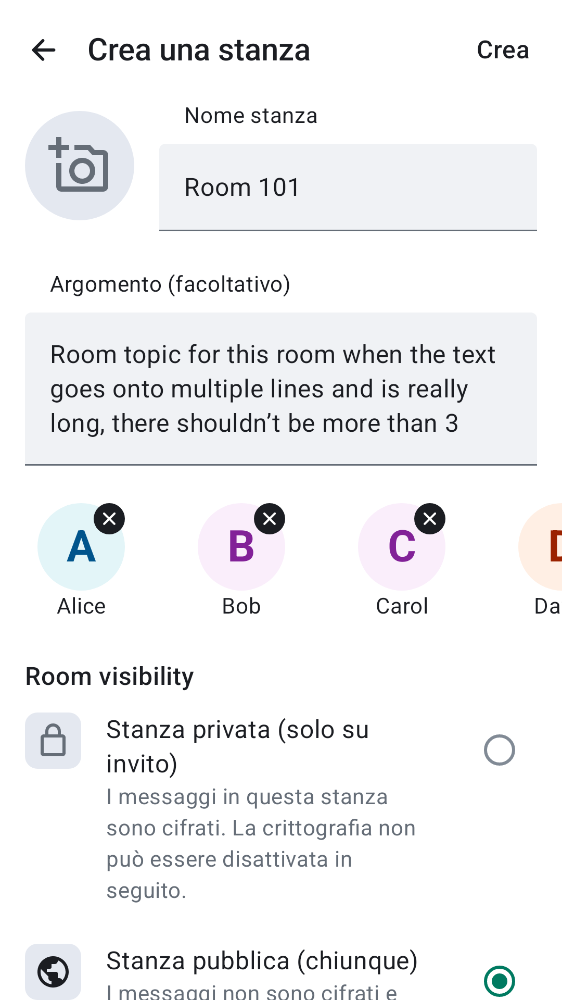 Crea una stanza
Crea
Nome stanza
Room 101
Argomento (facoltativo)
Room topic for this room when the text
goes onto multiple lines and is really
long, there shouldn’t be more than 3
A
B
C
Alice
Bob
Carol
Da
Room visibility
Stanza privata (solo su
invito)
I messaggi in questa stanza
sono cifrati. La crittografia non
può essere disattivata in
seguito.
Stanza pubblica (chiunque)
I messaggi non sono cifrati e